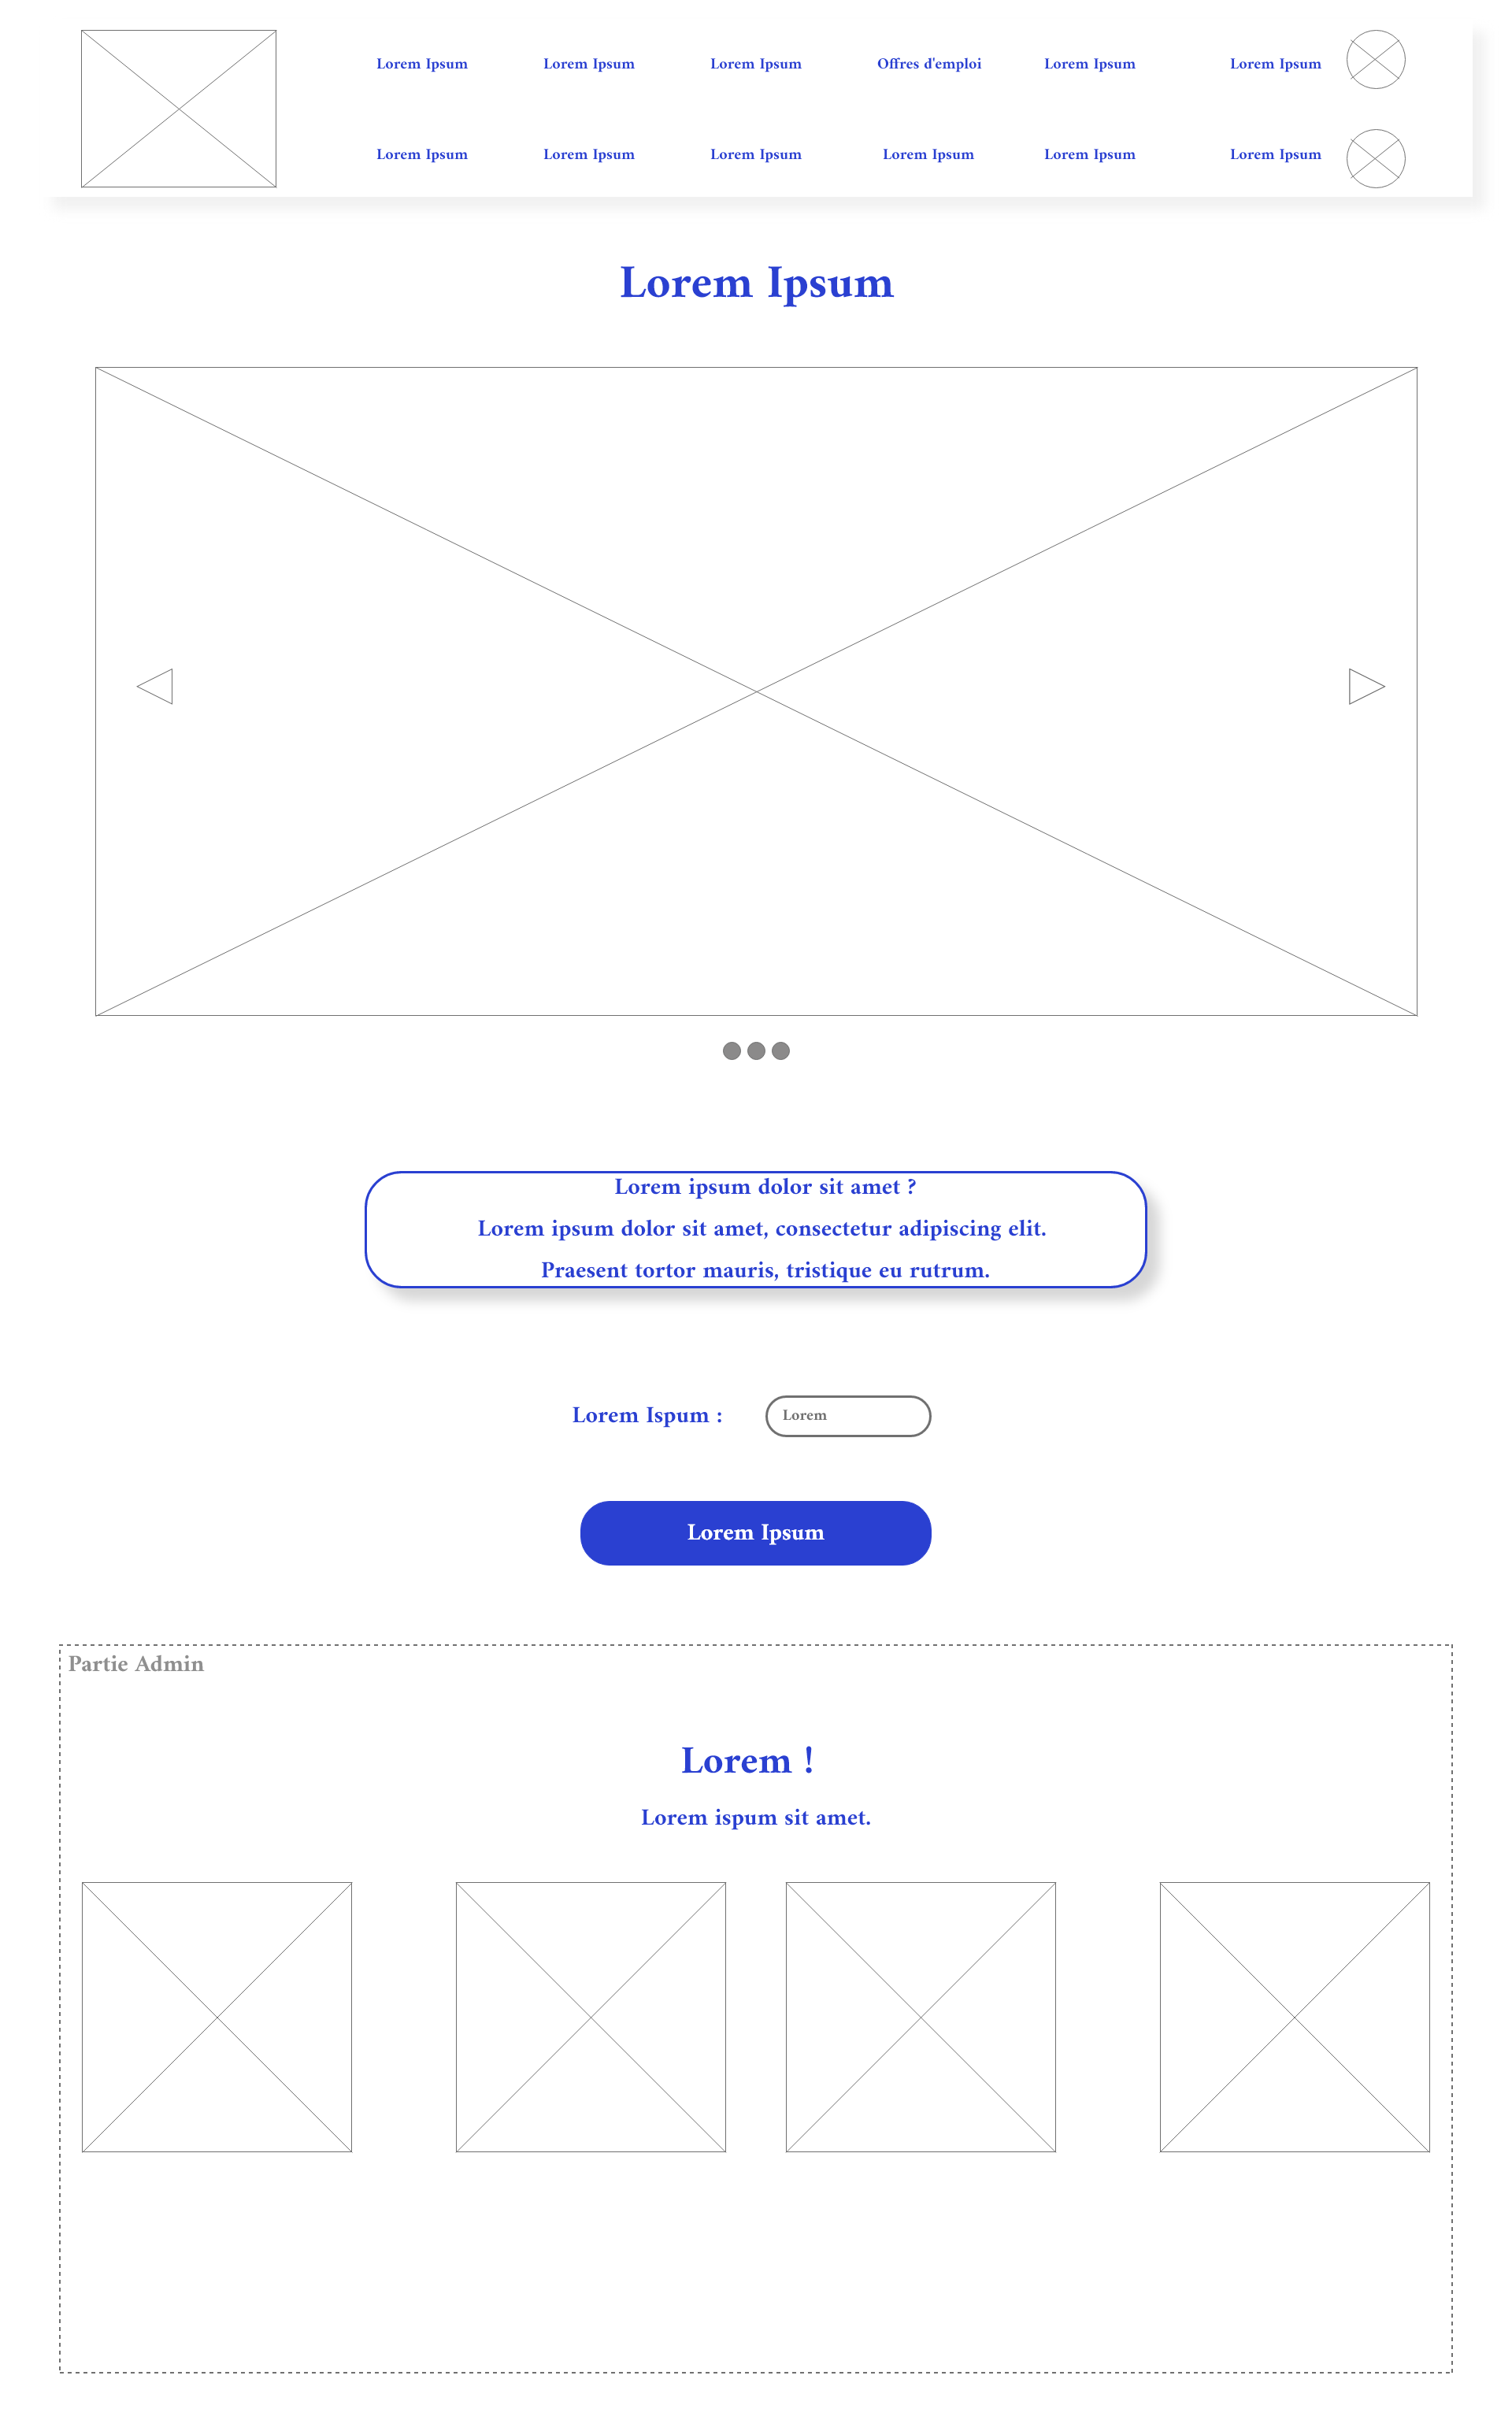 Lorem Ipsum Lorem Ipsum Lorem Ipsum Offres d'emploi Lorem Ipsum Lorem Ipsum
Lorem Ipsum Lorem Ipsum Lorem Ipsum Lorem Ipsum Lorem Ipsum Lorem Ipsum
Lorem Ipsum
Lorem ipsum dolor sit amet ?
Lorem ipsum dolor sit amet, consectetur adipiscing elit.
Praesent tortor mauris, tristique eu rutrum.
Lorem Ispum : Lorem
Lorem Ipsum
Partie Admin
Lorem !
Lorem ispum sit amet.